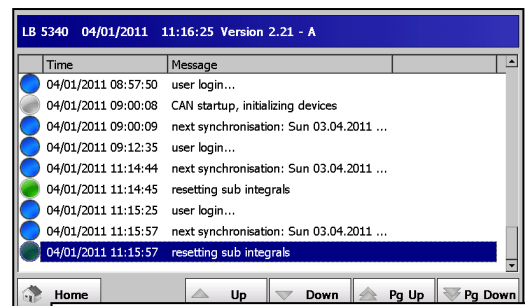 LB 5340 04/01/2011 11:16:25 Version 2.21 - A
Time Message
04/01/2011 08:57:50 user login...
04/01/2011 09:00:08 CAN startup, initializing devices
04/01/2011 09:00:09 next synchronisation: Sun 03.04.2011 ...
04/01/2011 09:12:35 user login...
04/01/2011 11:14:44 next synchronisation: Sun 03.04.2011 ...
04/01/2011 11:14:45 resetting sub integrals
04/01/2011 11:15:25 user login...
04/01/2011 11:15:57 next synchronisation: Sun 03.04.2011 ...
04/01/2011 11:15:57 resetting sub integrals
Home Up Down Pg Up Pg Down